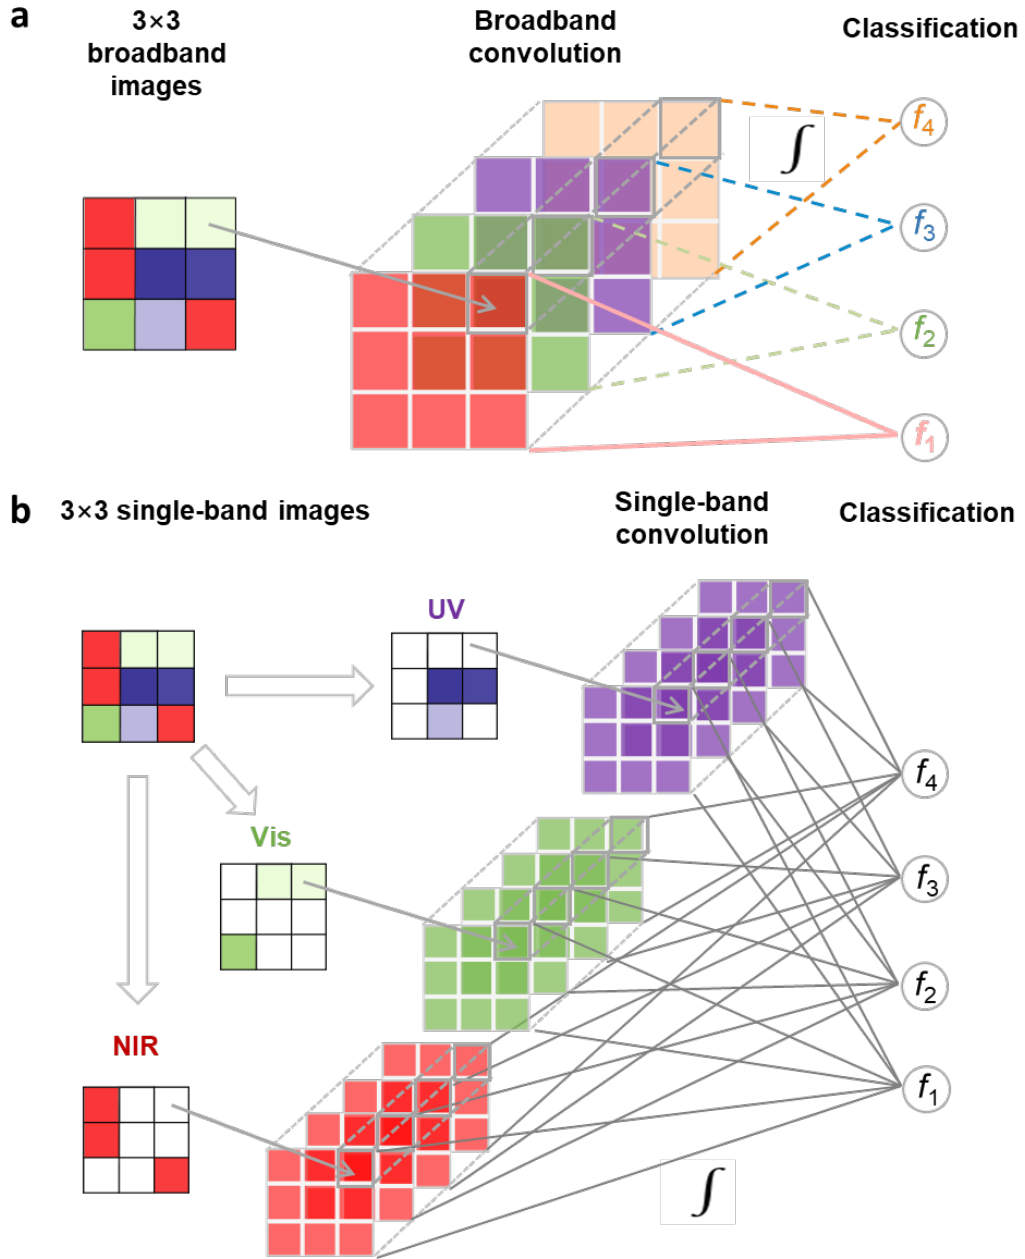 a
3×3
broadband
images
Broadband
convolution
Classification
∫
f4
f3
f2
f1
b
3×3 single-band images
Single-band
convolution
Classification
UV
Vis
NIR
f4
f3
f2
f1
∫